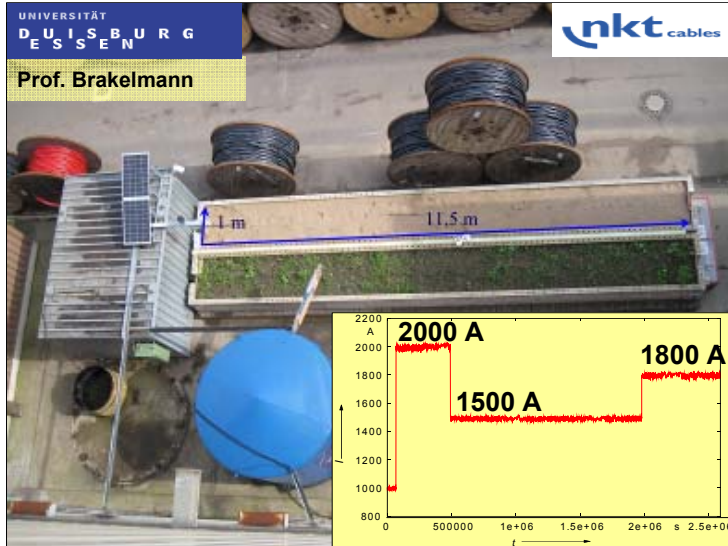 UNIVERSITÄT
DUISBURG
ESSEN
nkt cables
Prof. Brakelmann
1 m
11,5 m
2200
A
2000
1800
1600
1400
1200
1000
800
2000 A
1500 A
1800 A
I
0
500000
1e+06
1.5e+06
2e+06
s
2.5e+06
t